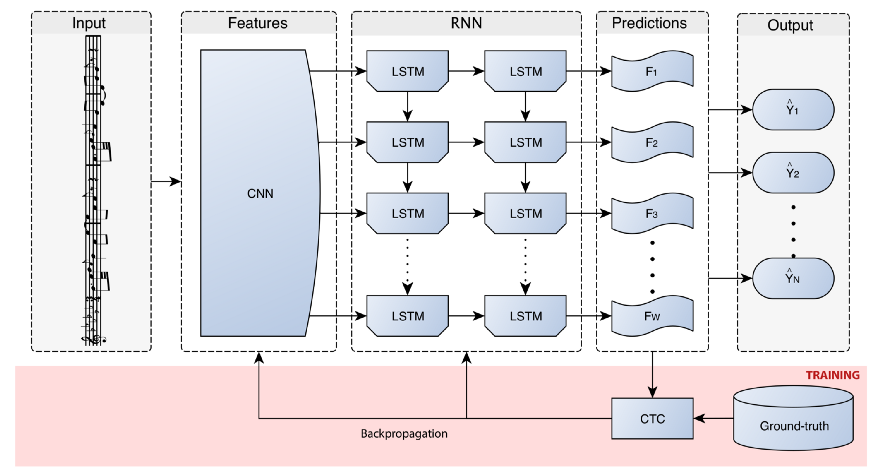 Input
Features
RNN
Predictions
Output
CNN
LSTM
LSTM
F1
LSTM
LSTM
F2
LSTM
LSTM
F3
LSTM
LSTM
FW
Ŷ1
Ŷ2
ŶN
TRAINING
Backpropagation
CTC
Ground-truth